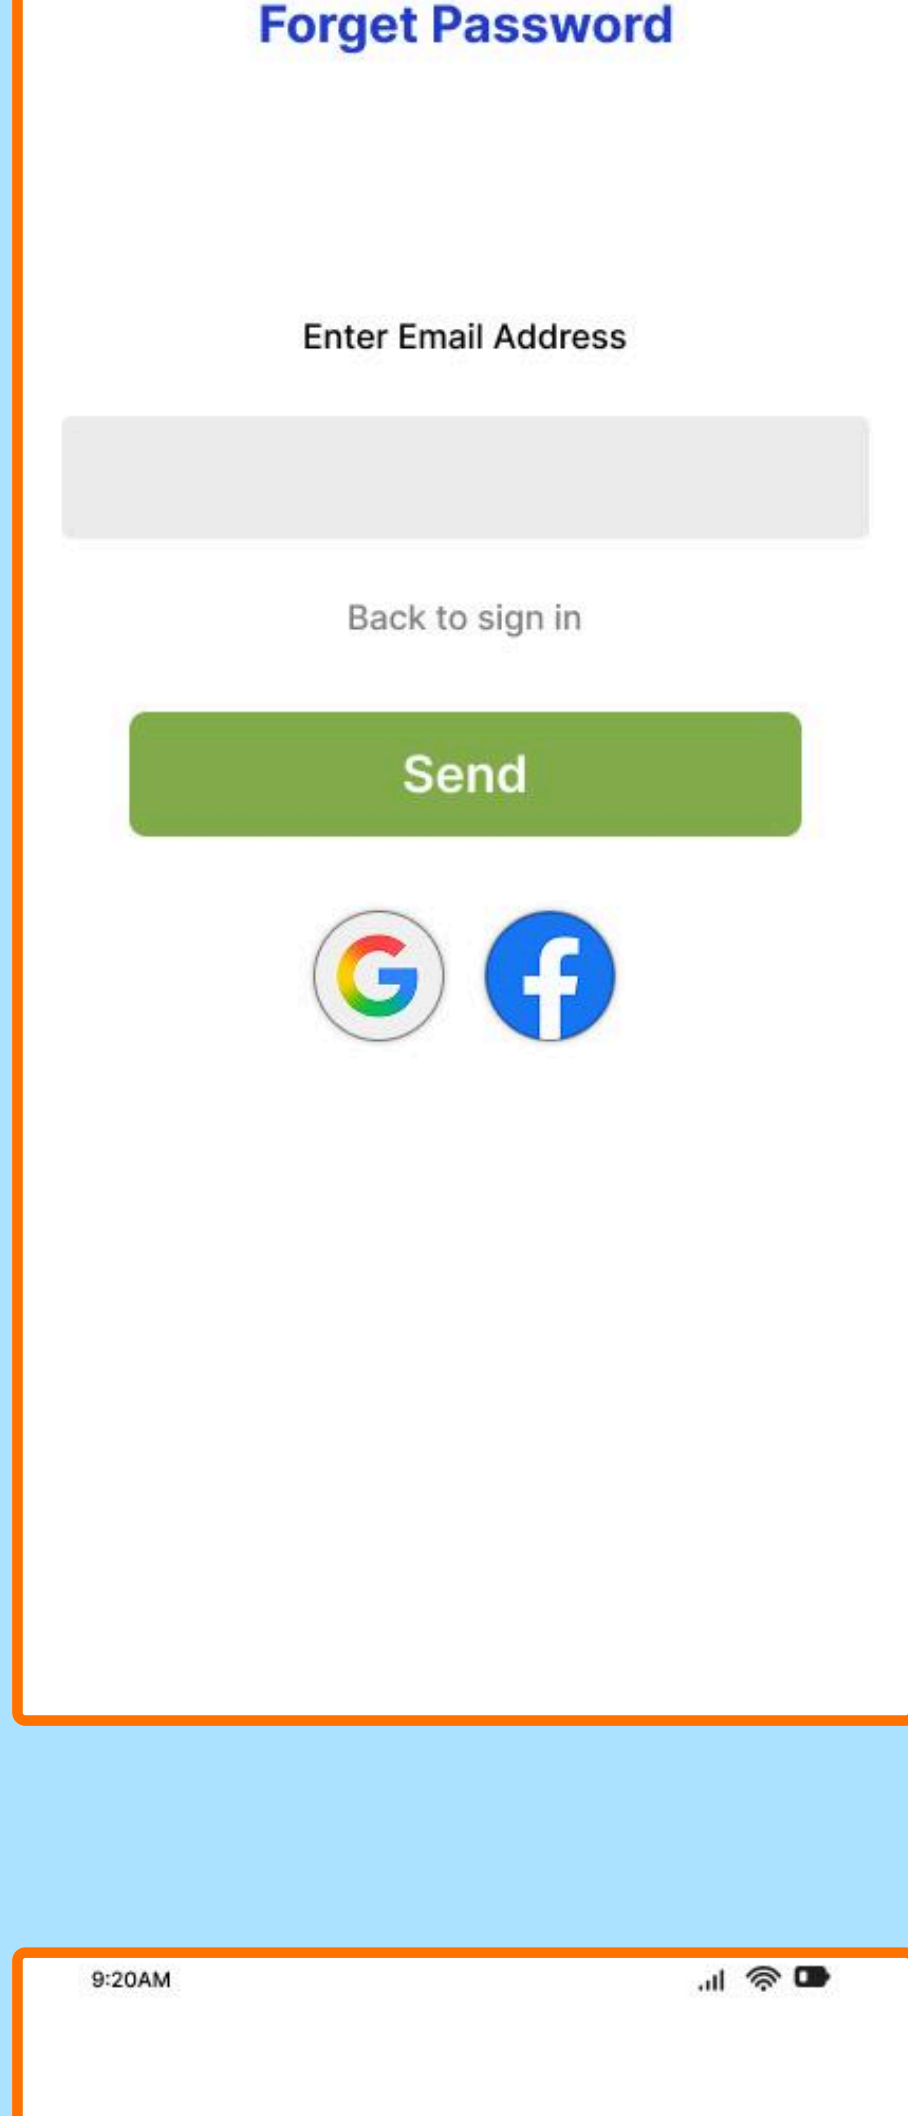 Forget Password
Enter Email Address
Back to sign in
Send
9:20AM